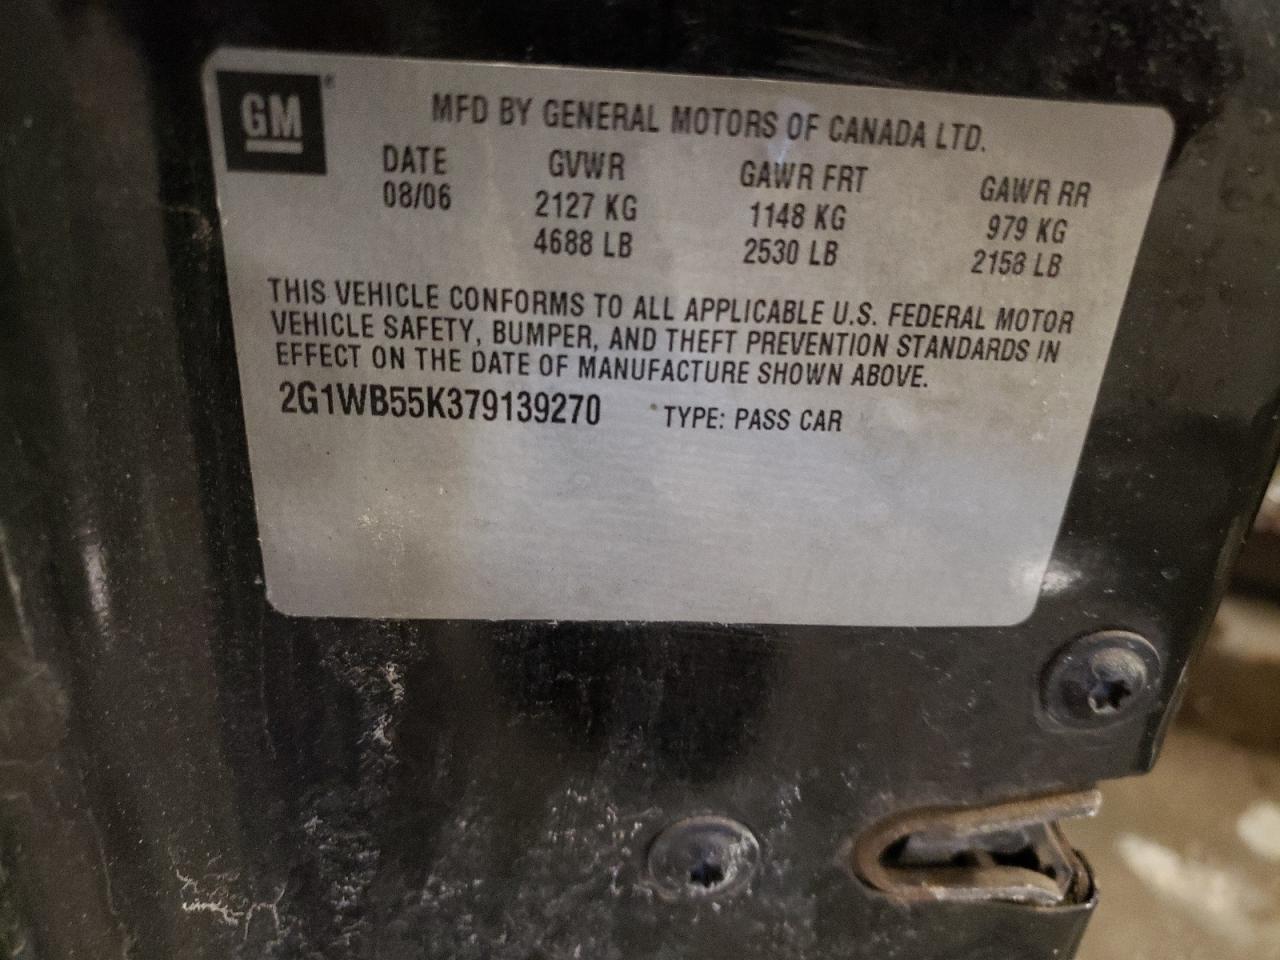 GM®
MFD BY GENERAL MOTORS OF CANADA LTD.
DATE GVWR GAWR FRT GAWR RR
08/06 2127 KG 1148 KG 979 KG
4688 LB 2530 LB 2158 LB
THIS VEHICLE CONFORMS TO ALL APPLICABLE U.S. FEDERAL MOTOR
VEHICLE SAFETY, BUMPER, AND THEFT PREVENTION STANDARDS IN
EFFECT ON THE DATE OF MANUFACTURE SHOWN ABOVE.
2G1WB55K379139270 TYPE: PASS CAR